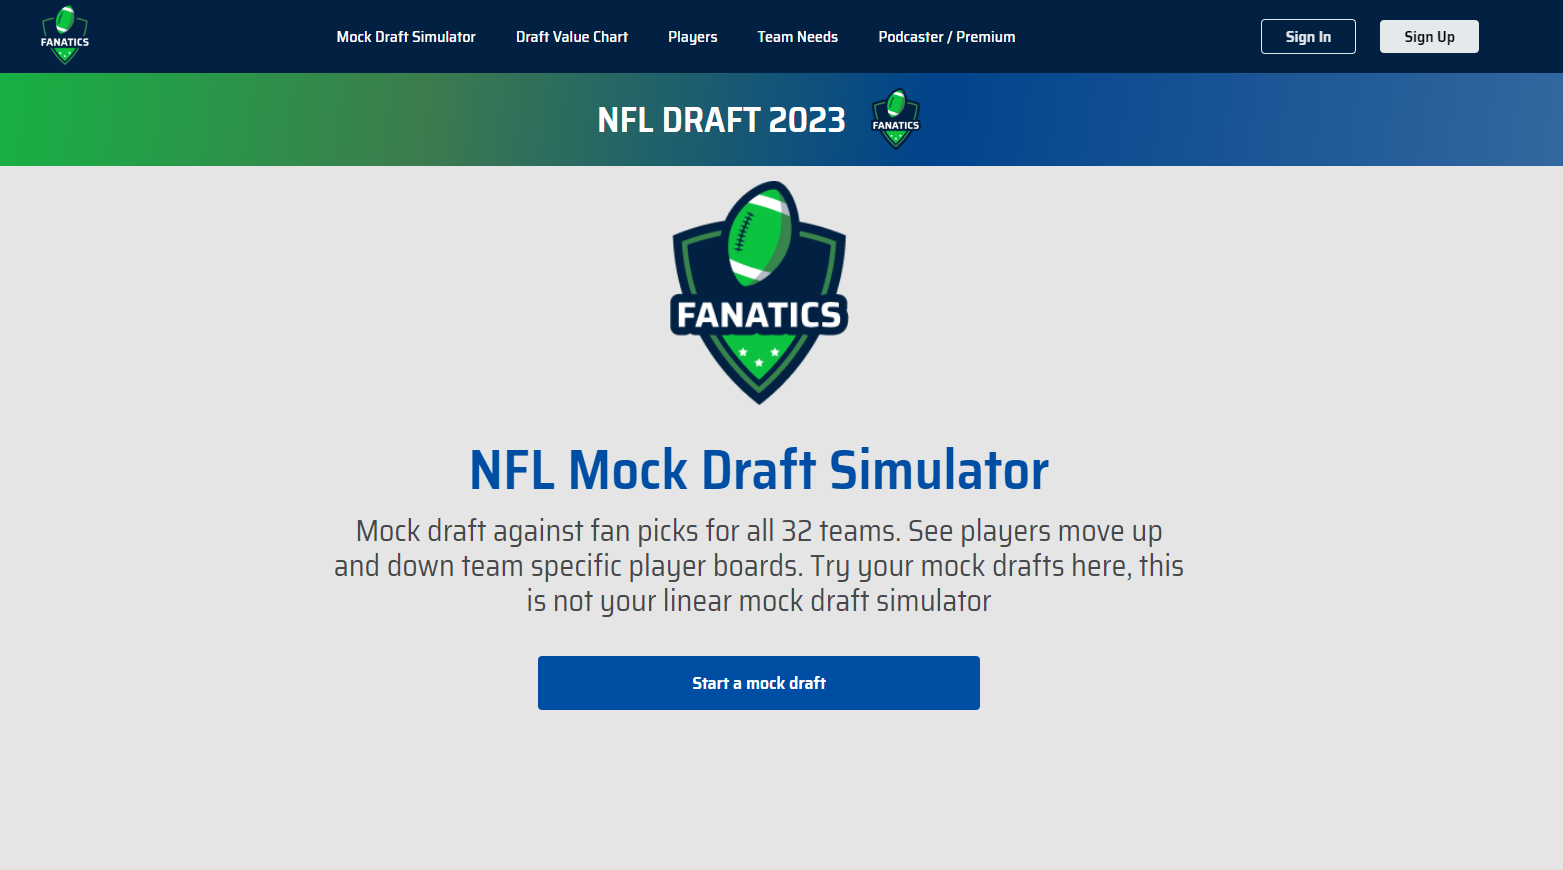 FANATICS
Mock Draft Simulator
Draft Value Chart
Players
Team Needs
Podcaster / Premium
Sign In
Sign Up
NFL DRAFT 2023
FANATICS
FANATICS
NFL Mock Draft Simulator
Mock draft against fan picks for all 32 teams. See players move up
and down team specific player boards. Try your mock drafts here, this
is not your linear mock draft simulator
Start a mock draft